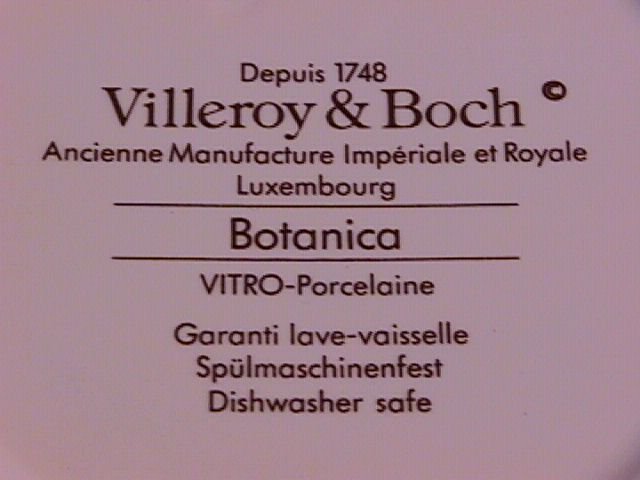 Depuis 1748
Villeroy & Boch ©
Ancienne Manufacture Impériale et Royale
Luxembourg
Botanica
VITRO-Porcelaine
Garanti lave-vaisselle
Spülmaschinenfest
Dishwasher safe